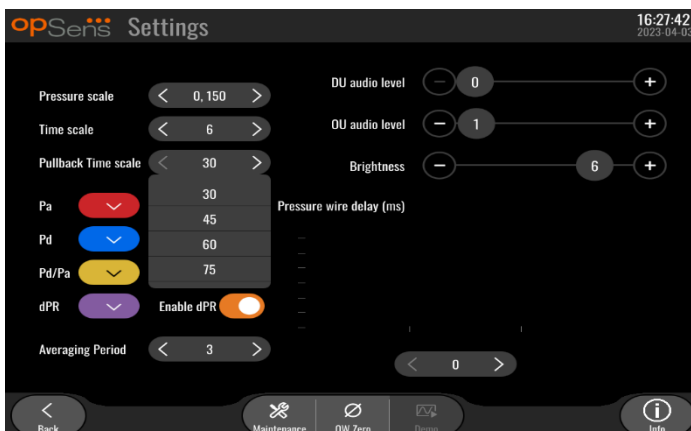 opSens Settings
16:27:42
2023-04-03
Pressure scale < 0, 150 >
DU audio level − 0 +
Time scale < 6 >
OU audio level − 1 +
Pullback Time scale < 30 >
Brightness − 6 +
30
45
60
75
Pa
Pressure wire delay (ms)
Pd
Pd/Pa
dPR
Enable dPR
Averaging Period < 3 >
< 0 >
Back
Maintenance
OW Zero
Demo
Info